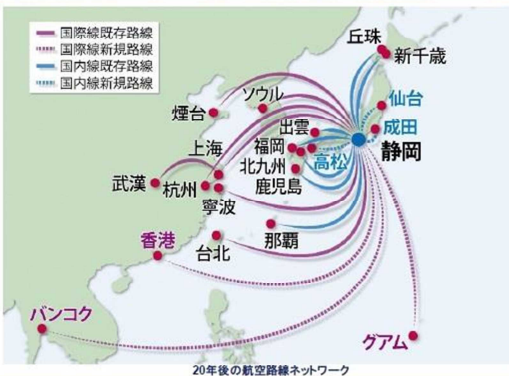 国際線既存路線
国際線新規路線
国内線既存路線
国内線新規路線
丘珠
新千歳
仙台
成田
静岡
ソウル
煙台
出雲
福岡
高松
北九州
鹿児島
上海
武漢
杭州
寧波
香港
台北
那覇
バンコク
グアム
20年後の航空路線ネットワーク